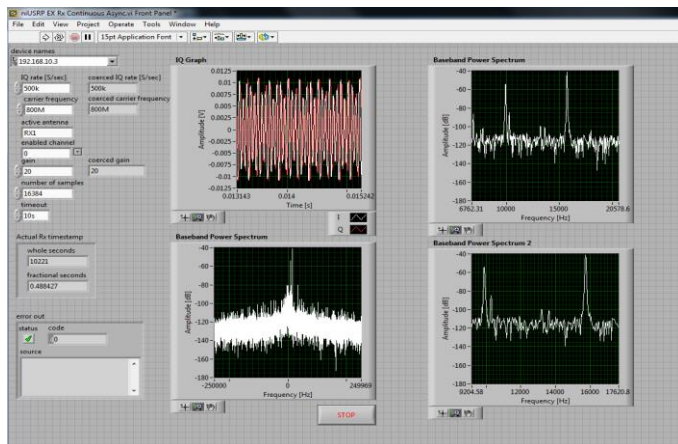 niUSRP EX Rx Continuous Async.vi Front Panel *
File Edit View Project Operate Tools Window Help
15pt Application Font
device names
192.168.10.3
IQ rate [S/sec] coerced IQ rate [S/sec]
500k 500k
carrier frequency coerced carrier frequency
800M 800M
active antenna
RX1
enabled channel
0
gain coerced gain
20 20
number of samples
16384
timeout
10s
Actual Rx timestamp
whole seconds
10221
fractional seconds
0.488427
error out
status code
0
source
IQ Graph
Amplitude [V]
0.0125
0.01
0.0075
0.005
0.0025
0
-0.0025
-0.005
-0.0075
-0.01
-0.0125
0.013143 0.014 0.015242
Time [s]
I
Q
Baseband Power Spectrum
Amplitude [dB]
-40
-60
-80
-100
-120
-140
-160
-180
-250000 0 249969
Frequency [Hz]
STOP
Baseband Power Spectrum
Amplitude [dB]
-40
-60
-80
-100
-120
-140
-160
-180
6762.31 10000 15000 20578.6
Frequency [Hz]
Baseband Power Spectrum 2
Amplitude [dB]
-40
-60
-80
-100
-120
-140
-160
-180
9204.58 12000 14000 16000 17620.8
Frequency [Hz]